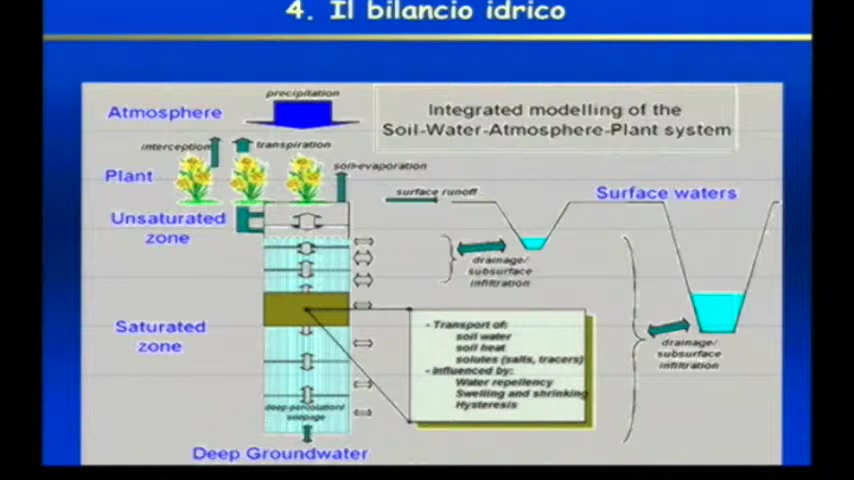 4. Il bilancio idrico
precipitation
Atmosphere
Integrated modelling of the
Soil-Water-Atmosphere-Plant system
interception
transpiration
soil-evaporation
Plant
surface runoff
Surface waters
Unsaturated
zone
drainage/
subsurface
infiltration
Saturated
zone
- Transport of:
soil water
soil heat
solutes (salts, tracers)
- Influenced by:
Water repellency
Swelling and shrinking
Hysteresis
drainage/
subsurface
infiltration
deep percolation/
seepage
Deep Groundwater